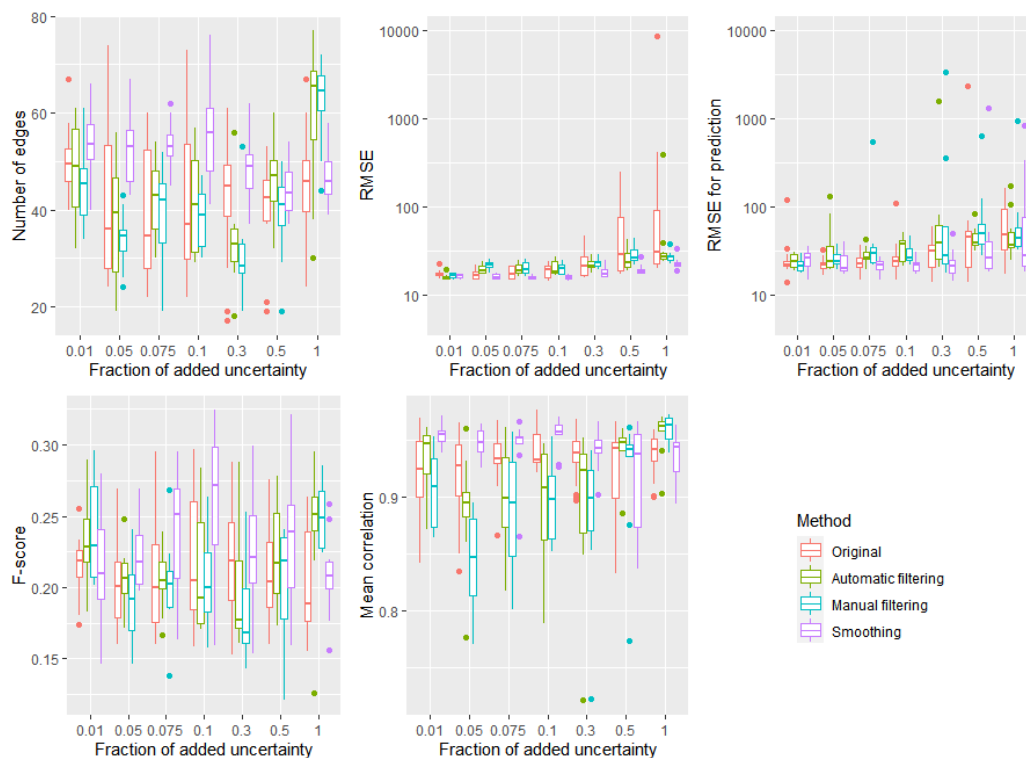 Number of edges
80
60
40
20
0.01 0.05 0.075 0.1 0.3 0.5 1
Fraction of added uncertainty
RMSE
10000
1000
100
10
0.01 0.05 0.075 0.1 0.3 0.5 1
Fraction of added uncertainty
RMSE for prediction
10000
1000
100
10
0.01 0.05 0.075 0.1 0.3 0.5 1
Fraction of added uncertainty
F-score
0.30
0.25
0.20
0.15
0.01 0.05 0.075 0.1 0.3 0.5 1
Fraction of added uncertainty
Mean correlation
0.9
0.8
0.01 0.05 0.075 0.1 0.3 0.5 1
Fraction of added uncertainty
Method
Original
Automatic filtering
Manual filtering
Smoothing